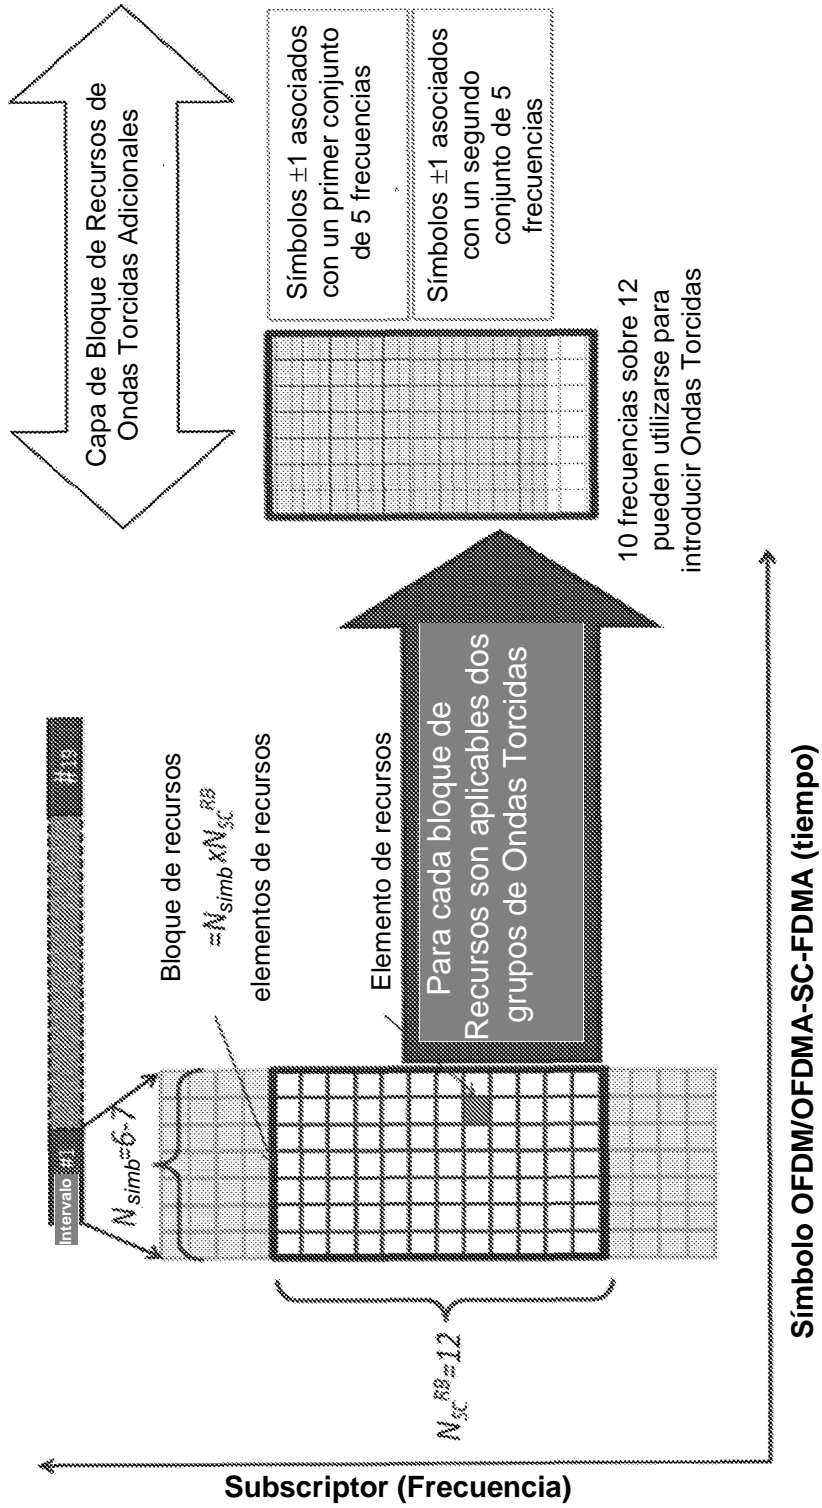 Intervalo #1
#19
N_simb=6-7
Bloque de recursos
=N_simb xN_SC^RB
elementos de recursos
Elemento de recursos
N_SC^RB=12
Para cada bloque de
Recursos son aplicables dos
grupos de Ondas Torcidas
Capa de Bloque de Recursos de
Ondas Torcidas Adicionales
Símbolos ±1 asociados
con un primer conjunto
de 5 frecuencias
Símbolos ±1 asociados
con un segundo
conjunto de 5
frecuencias
10 frecuencias sobre 12
pueden utilizarse para
introducir Ondas Torcidas
Subscriptor (Frecuencia)
Símbolo OFDM/OFDMA-SC-FDMA (tiempo)